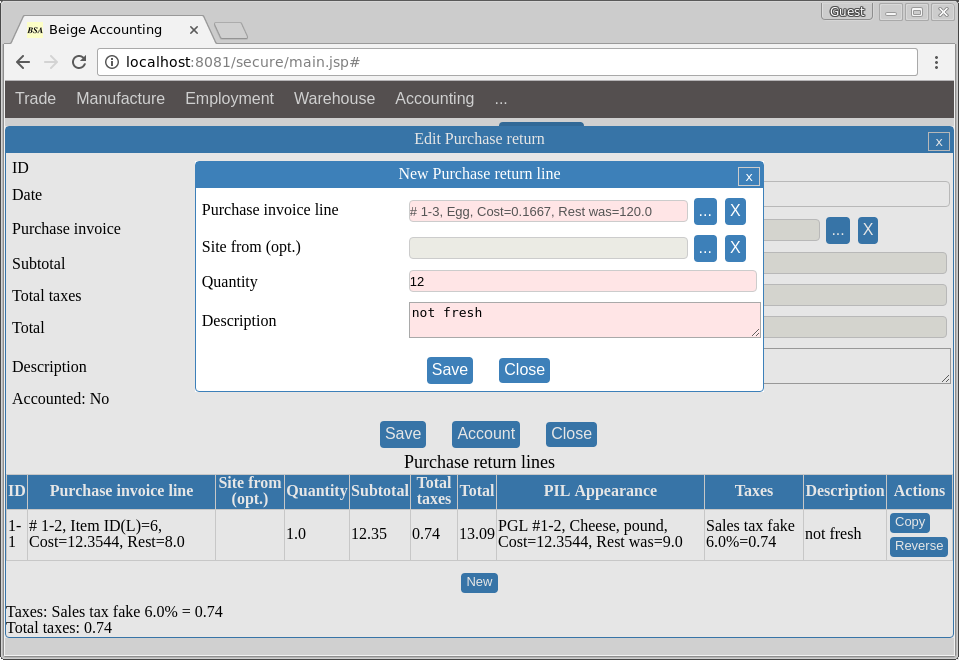 Guest
BSA Beige Accounting
localhost:8081/secure/main.jsp#
Trade Manufacture Employment Warehouse Accounting ...
Edit Purchase return x
ID
Date
Purchase invoice ... X
Subtotal
Total taxes
Total
Description
Accounted: No
New Purchase return line x
Purchase invoice line # 1-3, Egg, Cost=0.1667, Rest was=120.0 ... X
Site from (opt.) ... X
Quantity 12
Description not fresh
Save Close
Save Account Close
Purchase return lines
ID Purchase invoice line Site from (opt.) Quantity Subtotal Total taxes Total PIL Appearance Taxes Description Actions
1-1 # 1-2, Item ID(L)=6, Cost=12.3544, Rest=8.0 1.0 12.35 0.74 13.09 PGL #1-2, Cheese, pound, Cost=12.3544, Rest was=9.0 Sales tax fake 6.0%=0.74 not fresh Copy Reverse
New
Taxes: Sales tax fake 6.0% = 0.74
Total taxes: 0.74